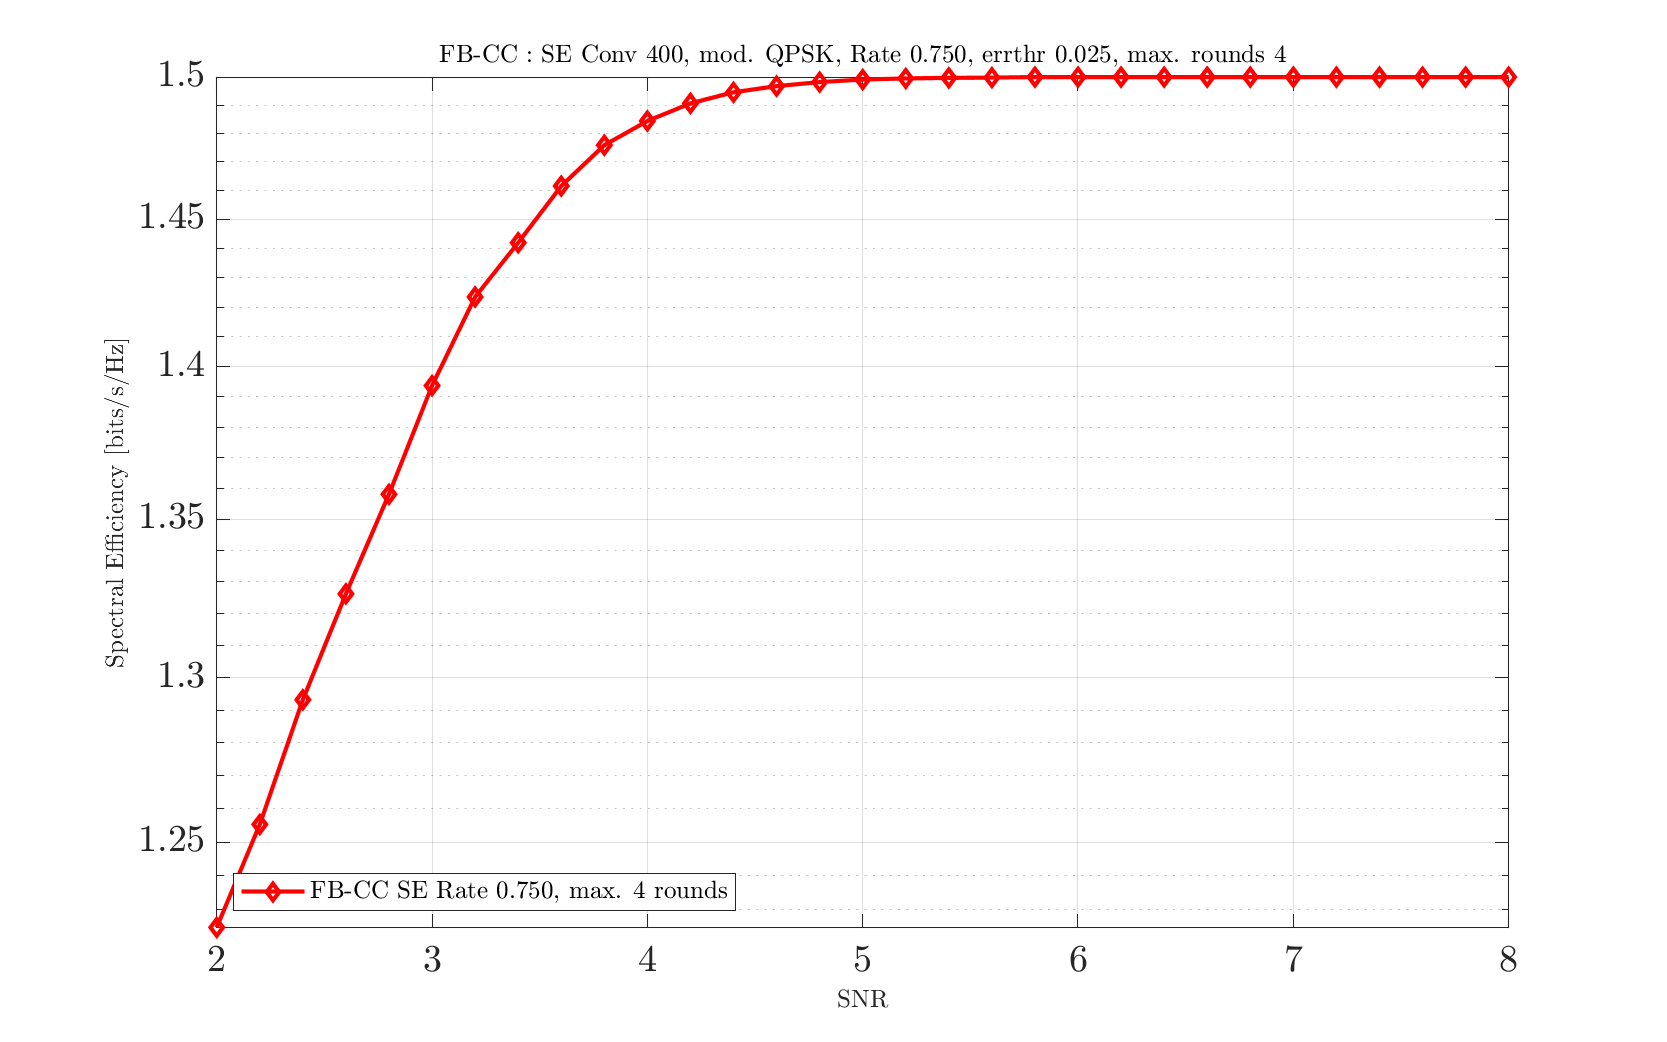 FB-CC : SE Conv 400, mod. QPSK, Rate 0.750, errthr 0.025, max. rounds 4
1.5
1.45
1.4
1.35
1.3
1.25
Spectral Efficiency [bits/s/Hz]
FB-CC SE Rate 0.750, max. 4 rounds
2 3 4 5 6 7 8
SNR